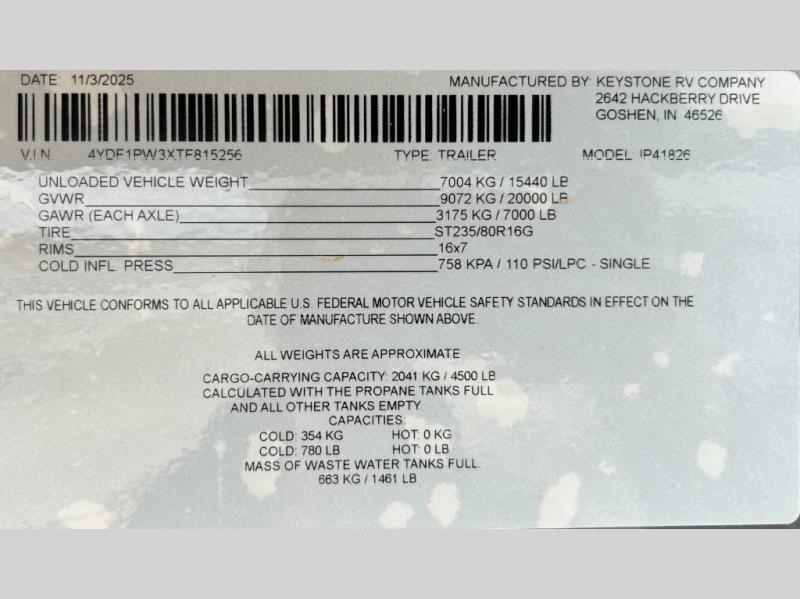 DATE: 11/3/2025 MANUFACTURED BY: KEYSTONE RV COMPANY
2642 HACKBERRY DRIVE
GOSHEN, IN 46526
V.I.N. 4YDF1PW3XTF815256 TYPE: TRAILER MODEL: IP41826
UNLOADED VEHICLE WEIGHT 7004 KG / 15440 LB
GVWR 9072 KG / 20000 LB
GAWR (EACH AXLE) 3175 KG / 7000 LB
TIRE ST235/80R16G
RIMS 16x7
COLD INFL. PRESS 758 KPA / 110 PSI/LPC - SINGLE
THIS VEHICLE CONFORMS TO ALL APPLICABLE U.S. FEDERAL MOTOR VEHICLE SAFETY STANDARDS IN EFFECT ON THE
DATE OF MANUFACTURE SHOWN ABOVE.
ALL WEIGHTS ARE APPROXIMATE
CARGO-CARRYING CAPACITY: 2041 KG / 4500 LB
CALCULATED WITH THE PROPANE TANKS FULL
AND ALL OTHER TANKS EMPTY.
CAPACITIES:
COLD: 354 KG HOT: 0 KG
COLD: 780 LB HOT: 0 LB
MASS OF WASTE WATER TANKS FULL.
663 KG / 1461 LB